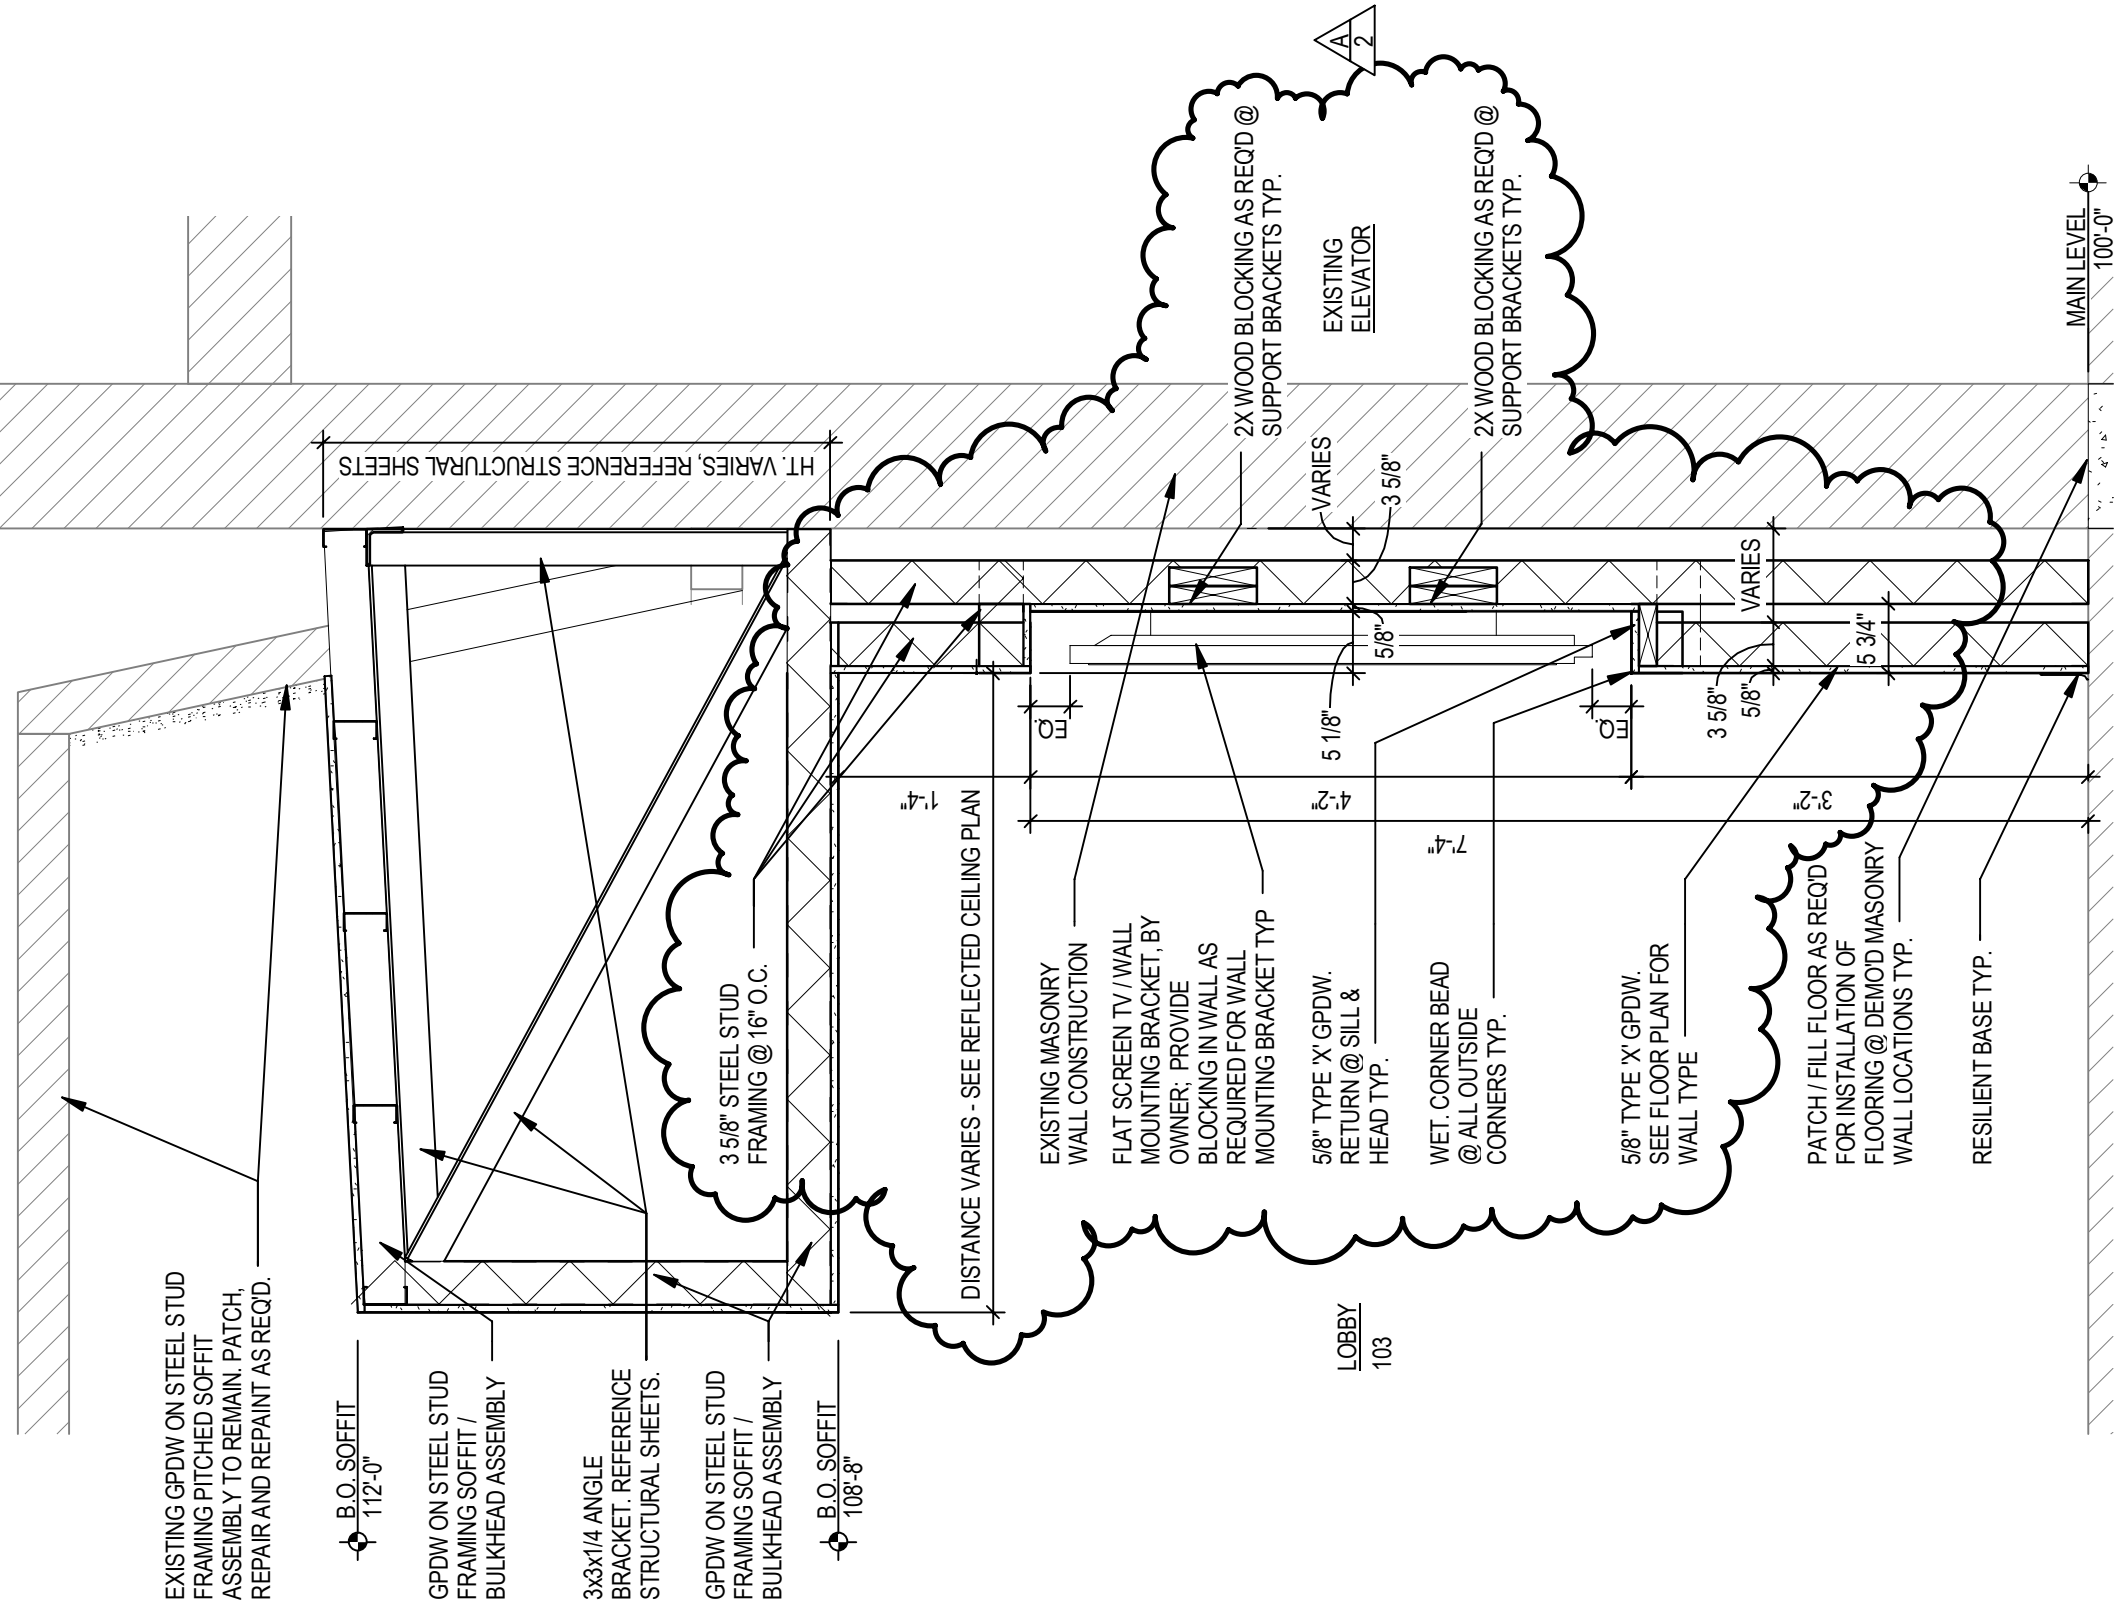 EXISTING GPDW ON STEEL STUD
FRAMING PITCHED SOFFIT
ASSEMBLY TO REMAIN. PATCH,
REPAIR AND REPAINT AS REQ'D.
B.O. SOFFIT
112'-0"
GPDW ON STEEL STUD
FRAMING SOFFIT /
BULKHEAD ASSEMBLY
3x3x1/4 ANGLE
BRACKET. REFERENCE
STRUCTURAL SHEETS.
GPDW ON STEEL STUD
FRAMING SOFFIT /
BULKHEAD ASSEMBLY
B.O. SOFFIT
108'-8"
HT. VARIES, REFERENCE STRUCTURAL SHEETS
3 5/8" STEEL STUD
FRAMING @ 16" O.C.
DISTANCE VARIES - SEE REFLECTED CEILING PLAN
EXISTING MASONRY
WALL CONSTRUCTION
FLAT SCREEN TV / WALL
MOUNTING BRACKET, BY
OWNER; PROVIDE
BLOCKING IN WALL AS
REQUIRED FOR WALL
MOUNTING BRACKET TYP
5/8" TYPE 'X' GPDW.
RETURN @ SILL &
HEAD TYP.
WET. CORNER BEAD
@ ALL OUTSIDE
CORNERS TYP.
5/8" TYPE 'X' GPDW.
SEE FLOOR PLAN FOR
WALL TYPE
PATCH / FILL FLOOR AS REQ'D
FOR INSTALLATION OF
FLOORING @ DEMO'D MASONRY
WALL LOCATIONS TYP.
RESILIENT BASE TYP.
LOBBY
103
1'-4"
4'-2"
3'-2"
7'-4"
EQ.
EQ.
5 1/8"
5/8"
3 5/8"
VARIES
3 5/8"
5/8"
VARIES
5 3/4"
2X WOOD BLOCKING AS REQ'D @
SUPPORT BRACKETS TYP.
EXISTING
ELEVATOR
2X WOOD BLOCKING AS REQ'D @
SUPPORT BRACKETS TYP.
A
2
MAIN LEVEL
100'-0"